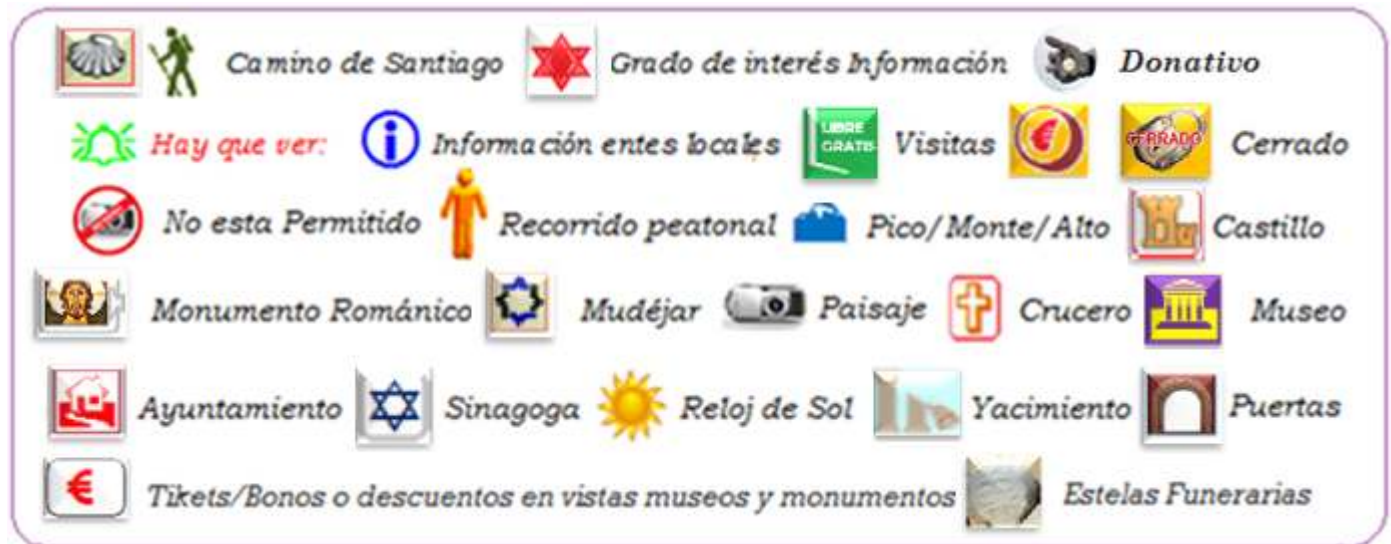 Camino de Santiago Grado de interés Información Donativo
Hay que ver: Información entes locales LIBRE GRATIS Visitas € CERRADO Cerrado
No esta Permitido Recorrido peatonal Pico/Monte/Alto Castillo
Monumento Románico Mudéjar Paisaje Crucero Museo
Ayuntamiento Sinagoga Reloj de Sol Yacimiento Puertas
€ Tikets/Bonos o descuentos en vistas museos y monumentos Estelas Funerarias